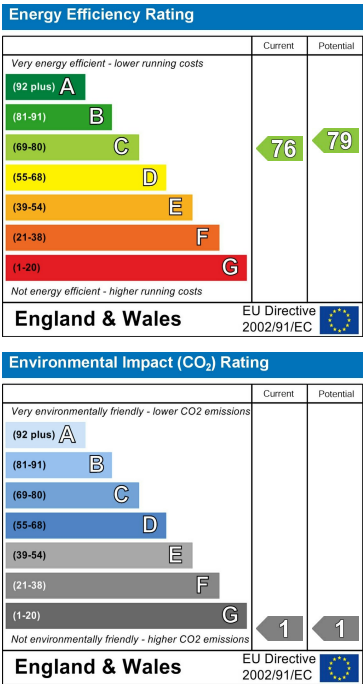 Energy Efficiency Rating
Current Potential
Very energy efficient - lower running costs
(92 plus) A
(81-91) B
(69-80) C
76 79
(55-68) D
(39-54) E
(21-38) F
(1-20) G
Not energy efficient - higher running costs
England & Wales
EU Directive
2002/91/EC
Environmental Impact (CO₂) Rating
Current Potential
Very environmentally friendly - lower CO2 emissions
(92 plus) A
(81-91) B
(69-80) C
(55-68) D
(39-54) E
(21-38) F
(1-20) G
1 1
Not environmentally friendly - higher CO2 emissions
England & Wales
EU Directive
2002/91/EC